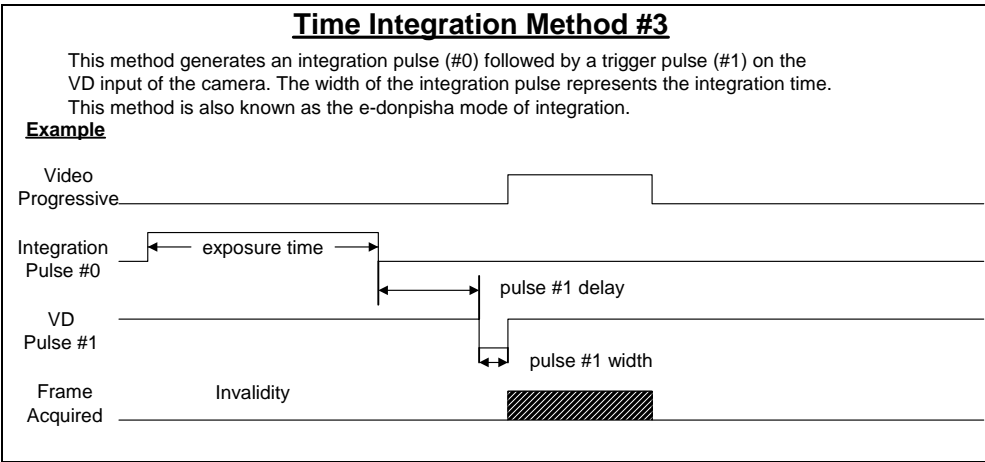 Time Integration Method #3
This method generates an integration pulse (#0) followed by a trigger pulse (#1) on the
VD input of the camera. The width of the integration pulse represents the integration time.
This method is also known as the e-donpisha mode of integration.
Example
Video
Progressive
Integration
Pulse #0
exposure time
pulse #1 delay
VD
Pulse #1
pulse #1 width
Frame
Acquired
Invalidity